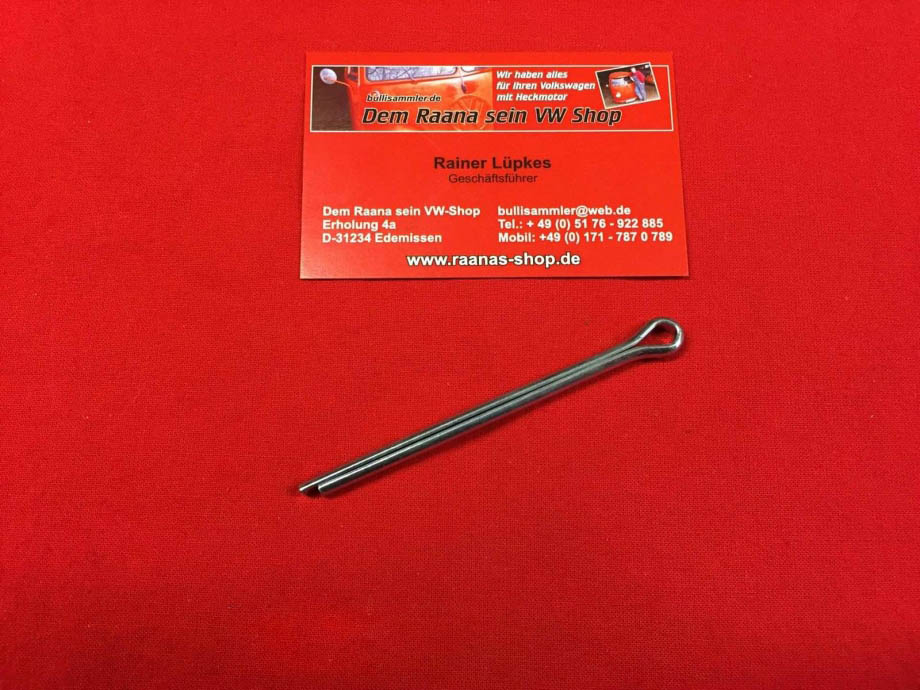 Wir haben alles
für Ihren Volkswagen
mit Heckmotor
bullisammler.de
Dem Raana sein VW Shop
Rainer Lüpkes
Geschäftsführer
Dem Raana sein VW-Shop
Erholung 4a
D-31234 Edemissen
bullisammler@web.de
Tel.: + 49 (0) 51 76 - 922 885
Mobil: +49 (0) 171 - 787 0 789
www.raanas-shop.de